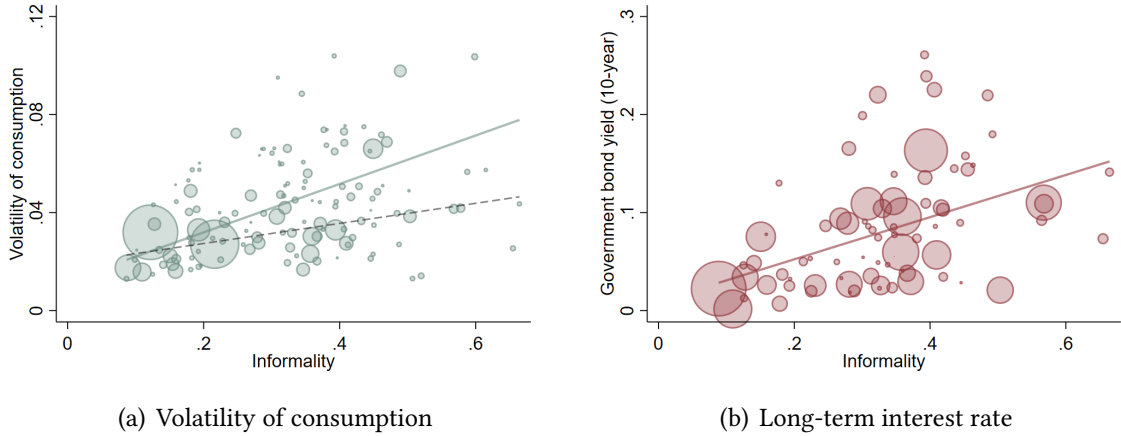 .12
.08
.04
0
Volatility of consumption
0 .2 .4 .6
Informality
.3
.2
.1
0
Government bond yield (10-year)
0 .2 .4 .6
Informality
(a) Volatility of consumption
(b) Long-term interest rate